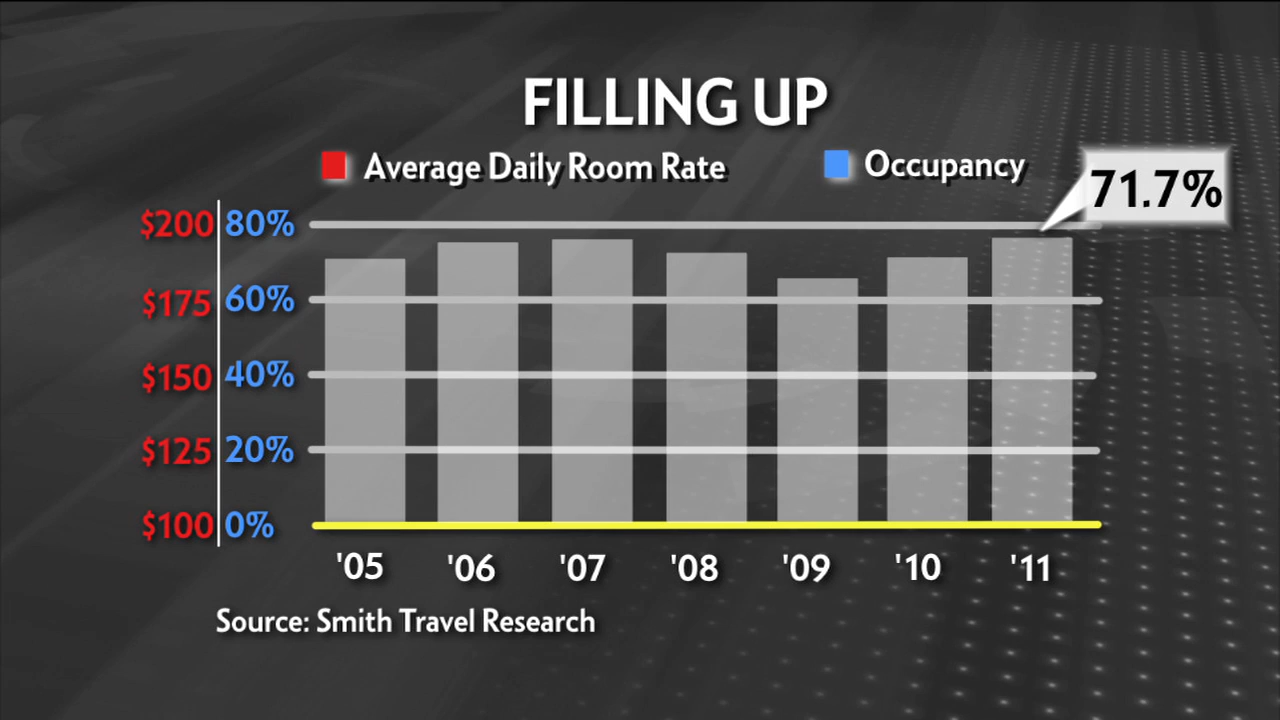 FILLING UP
Average Daily Room Rate
Occupancy
71.7%
$200 80%
$175 60%
$150 40%
$125 20%
$100 0%
'05 '06 '07 '08 '09 '10 '11
Source: Smith Travel Research